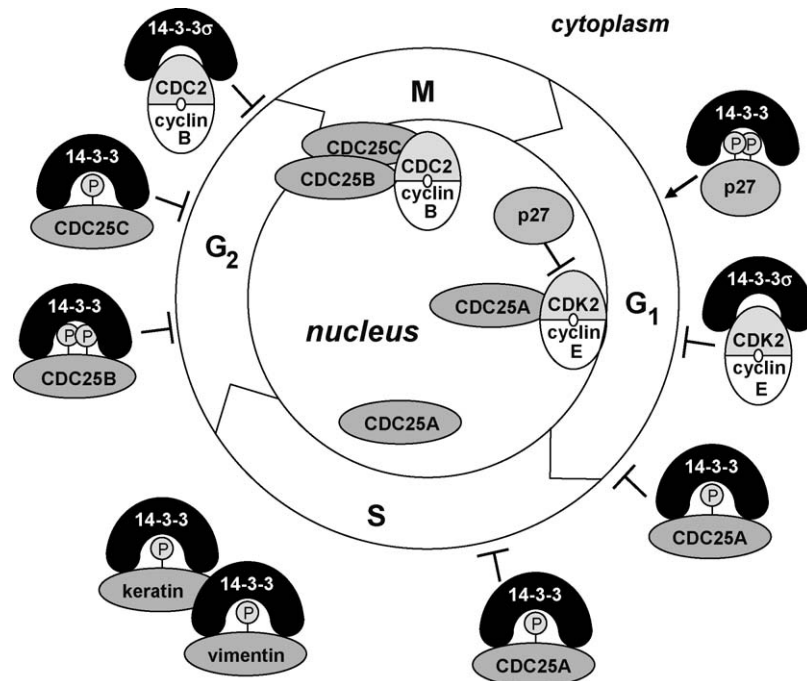 cytoplasm
14-3-3σ
CDC2
cyclin
B
M
14-3-3
P P
p27
14-3-3
P
CDC25C
CDC25C
CDC25B
CDC2
cyclin
B
p27
G2
14-3-3
P P
CDC25B
nucleus
CDC25A
CDK2
cyclin
E
G1
14-3-3σ
CDK2
cyclin
E
CDC25A
S
14-3-3
P
CDC25A
14-3-3
P
keratin
14-3-3
P
vimentin
14-3-3
P
CDC25A